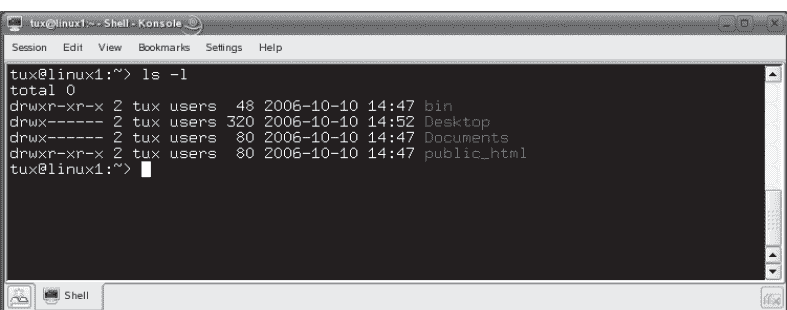 tux@linux1:~ - Shell - Konsole
Session Edit View Bookmarks Settings Help
tux@linux1:~> ls -l
total 0
drwxr-xr-x 2 tux users  48 2006-10-10 14:47 bin
drwx------ 2 tux users 320 2006-10-10 14:52 Desktop
drwx------ 2 tux users  80 2006-10-10 14:47 Documents
drwxr-xr-x 2 tux users  80 2006-10-10 14:47 public_html
tux@linux1:~>
Shell